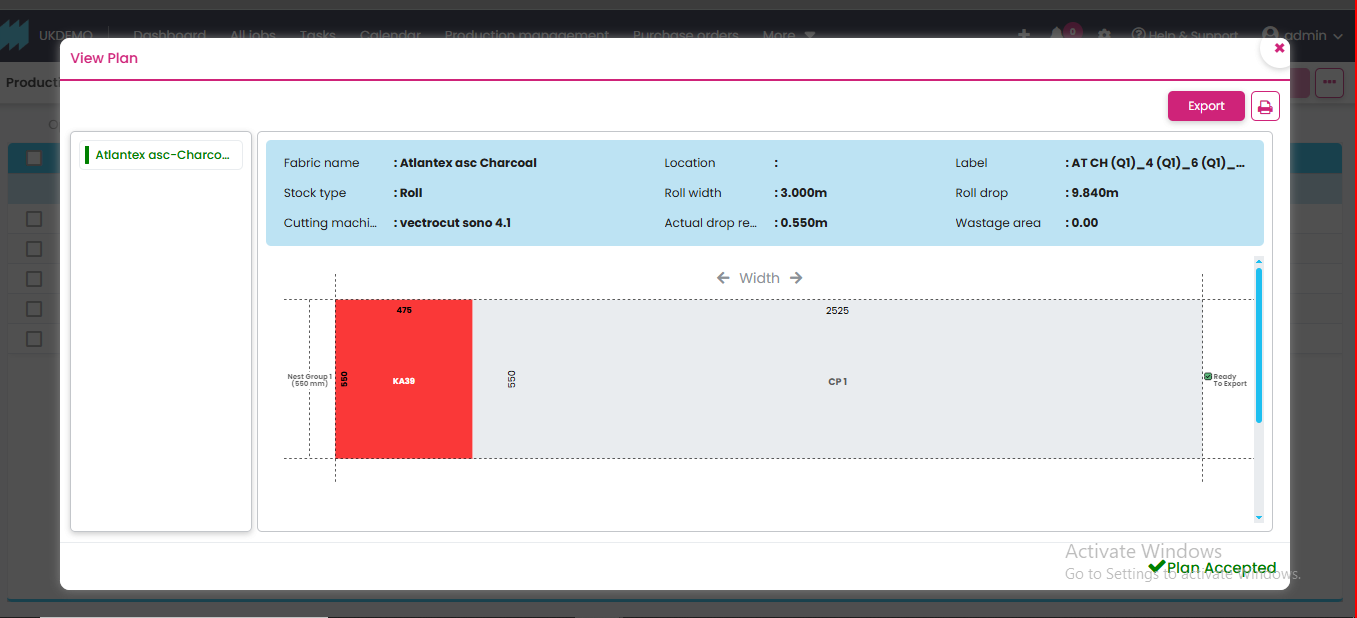 UKDEMO Dashboard All jobs Tasks Calendar Production management Purchase orders More 0 Help & Support admin
View Plan
Producti
Export
Atlantex asc-Charco...
Fabric name : Atlantex asc Charcoal Location : Label : AT CH (Q1)_4 (Q1)_6 (Q1)_...
Stock type : Roll Roll width : 3.000m Roll drop : 9.840m
Cutting machi... : vectrocut sono 4.1 Actual drop re... : 0.550m Wastage area : 0.00
Width
475 2525
Nest Group 1
(550 mm)
550 KA39 550 CP 1
Ready
To Export
Activate Windows
Go to Settings to activate Windows.
Plan Accepted